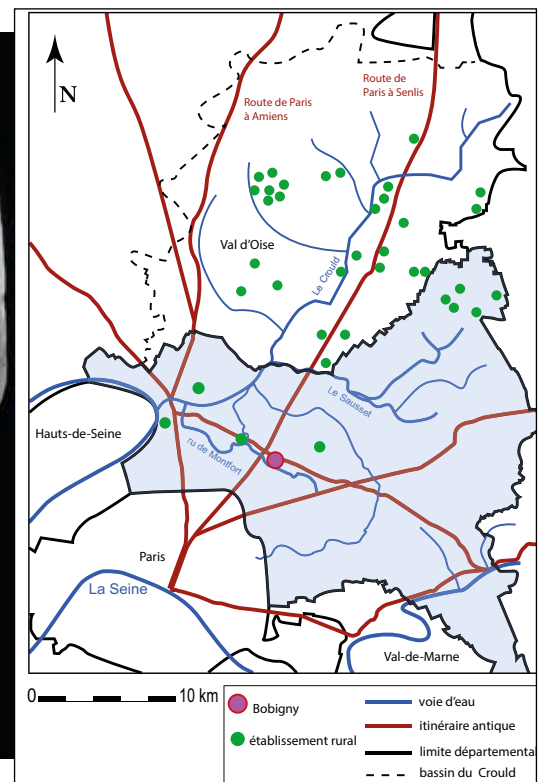 N
Route de Paris
à Amiens
Route de
Paris à Senlis
Val d'Oise
Le Crould
Le Sausset
Hauts-de-Seine
ru de Montfort
Paris
La Seine
Val-de-Marne
0
10 km
Bobigny
établissement rural
voie d'eau
itinéraire antique
limite départemental
bassin du Crould